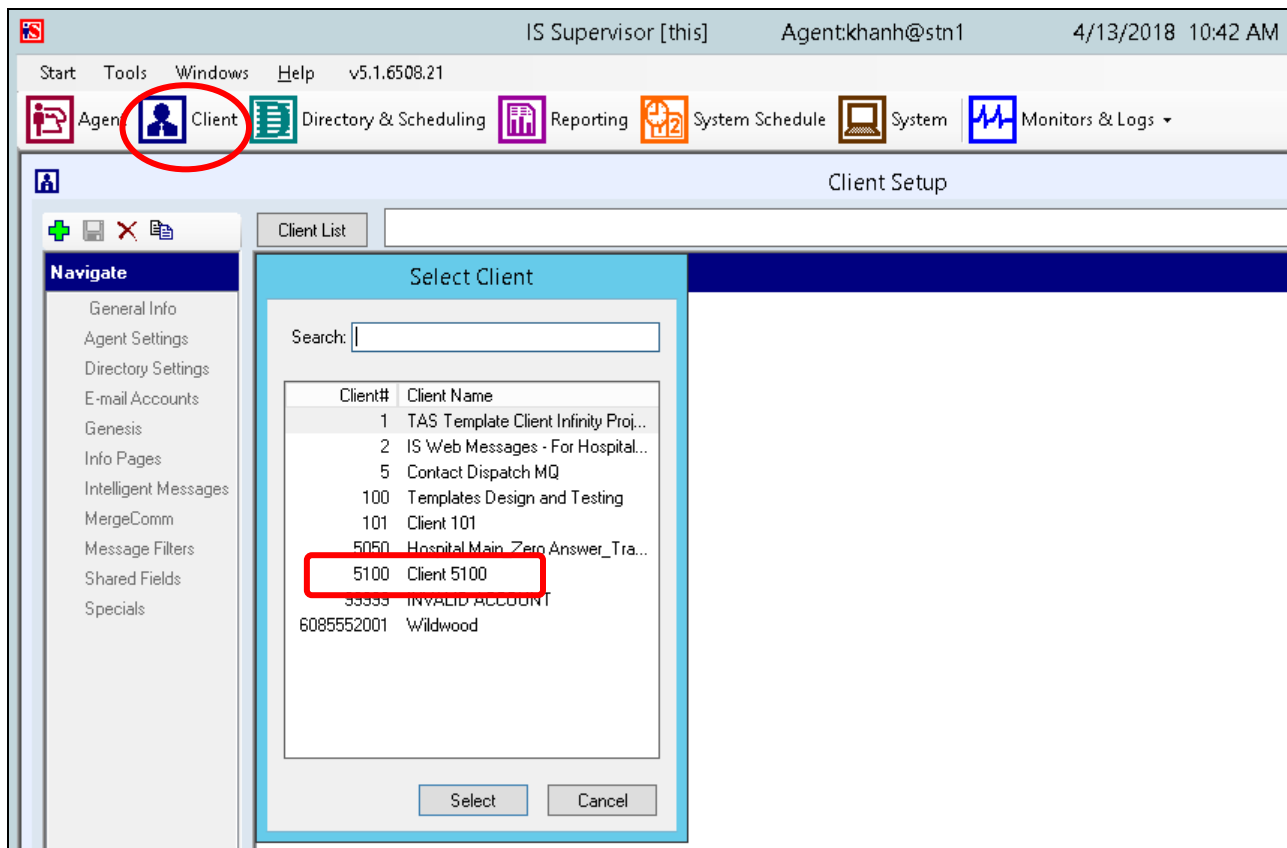 iS IS Supervisor [this] Agent:khanh@stn1 4/13/2018 10:42 AM
Start Tools Windows Help v5.1.6508.21
Agent Client Directory & Scheduling Reporting 2 System Schedule System Monitors & Logs
Client Setup
Client List
Navigate
General Info
Agent Settings
Directory Settings
E-mail Accounts
Genesis
Info Pages
Intelligent Messages
MergeComm
Message Filters
Shared Fields
Specials
Select Client
Search:
Client# Client Name
1 TAS Template Client Infinity Proj...
2 IS Web Messages - For Hospital...
5 Contact Dispatch MQ
100 Templates Design and Testing
101 Client 101
5050 Hospital Main, Zero Answer_Tra...
5100 Client 5100
99999 INVALID ACCOUNT
6085552001 Wildwood
Select Cancel